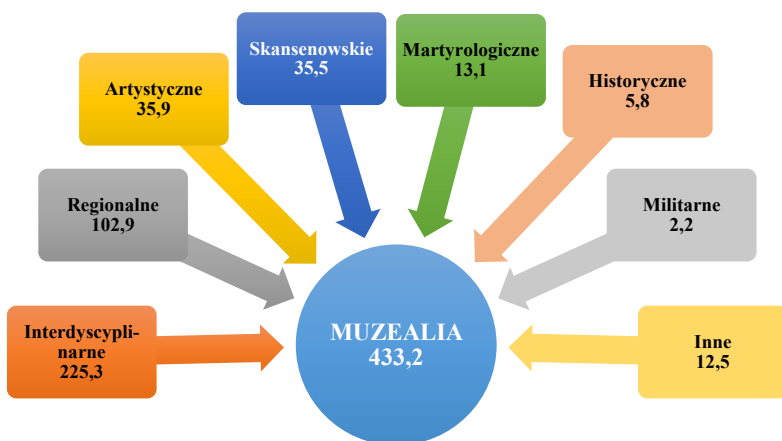 Skansenowskie
35,5
Martyrologiczne
13,1
Artystyczne
35,9
Historyczne
5,8
Regionalne
102,9
Militarne
2,2
Interdyscypli-
narne
225,3
MUZEALIA
433,2
Inne
12,5